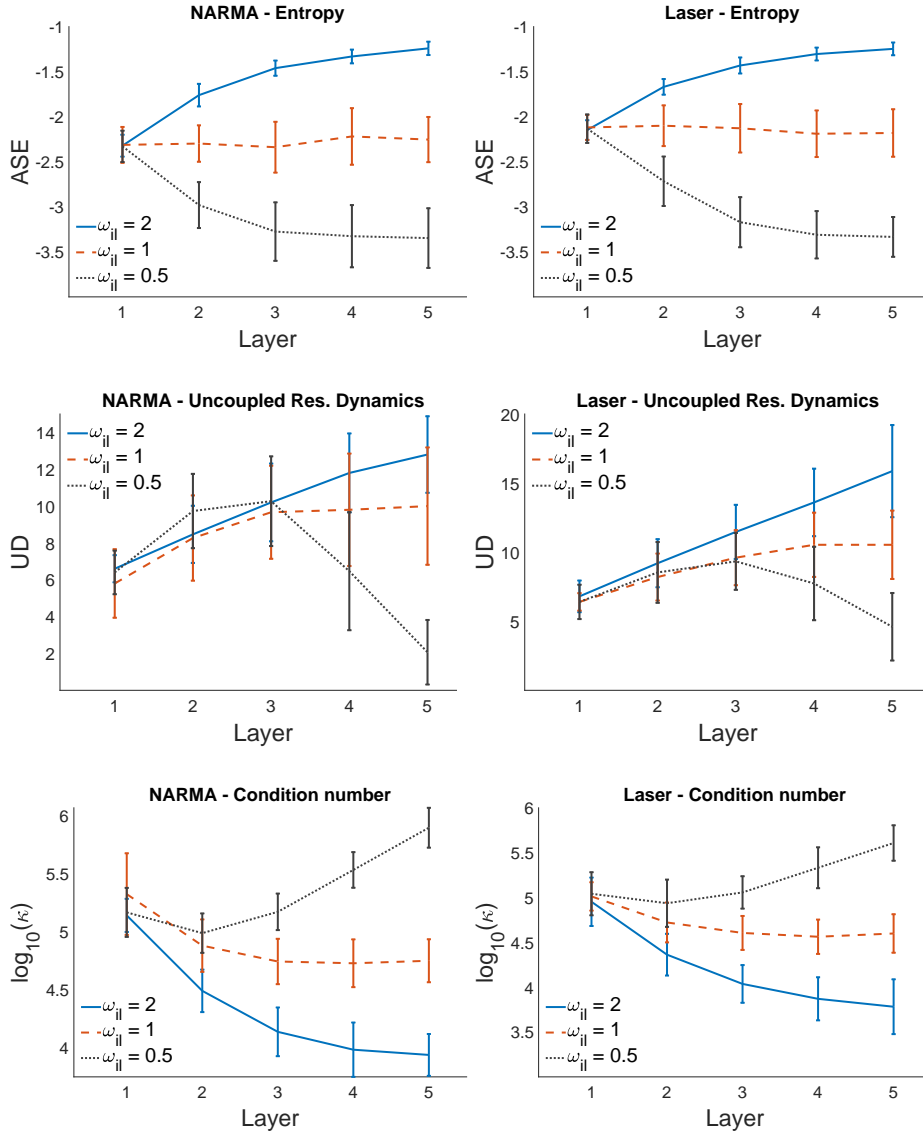 NARMA - Entropy
-1
-1.5
-2
-2.5
-3
-3.5
ASE
ω_il = 2
ω_il = 1
ω_il = 0.5
1 2 3 4 5
Layer
Laser - Entropy
-1
-1.5
-2
-2.5
-3
-3.5
ASE
ω_il = 2
ω_il = 1
ω_il = 0.5
1 2 3 4 5
Layer
NARMA - Uncoupled Res. Dynamics
14
12
10
8
6
4
2
UD
ω_il = 2
ω_il = 1
ω_il = 0.5
1 2 3 4 5
Layer
Laser - Uncoupled Res. Dynamics
20
15
10
5
UD
ω_il = 2
ω_il = 1
ω_il = 0.5
1 2 3 4 5
Layer
NARMA - Condition number
6
5.5
5
4.5
4
log₁₀(κ)
ω_il = 2
ω_il = 1
ω_il = 0.5
1 2 3 4 5
Layer
Laser - Condition number
6
5.5
5
4.5
4
3.5
log₁₀(κ)
ω_il = 2
ω_il = 1
ω_il = 0.5
1 2 3 4 5
Layer